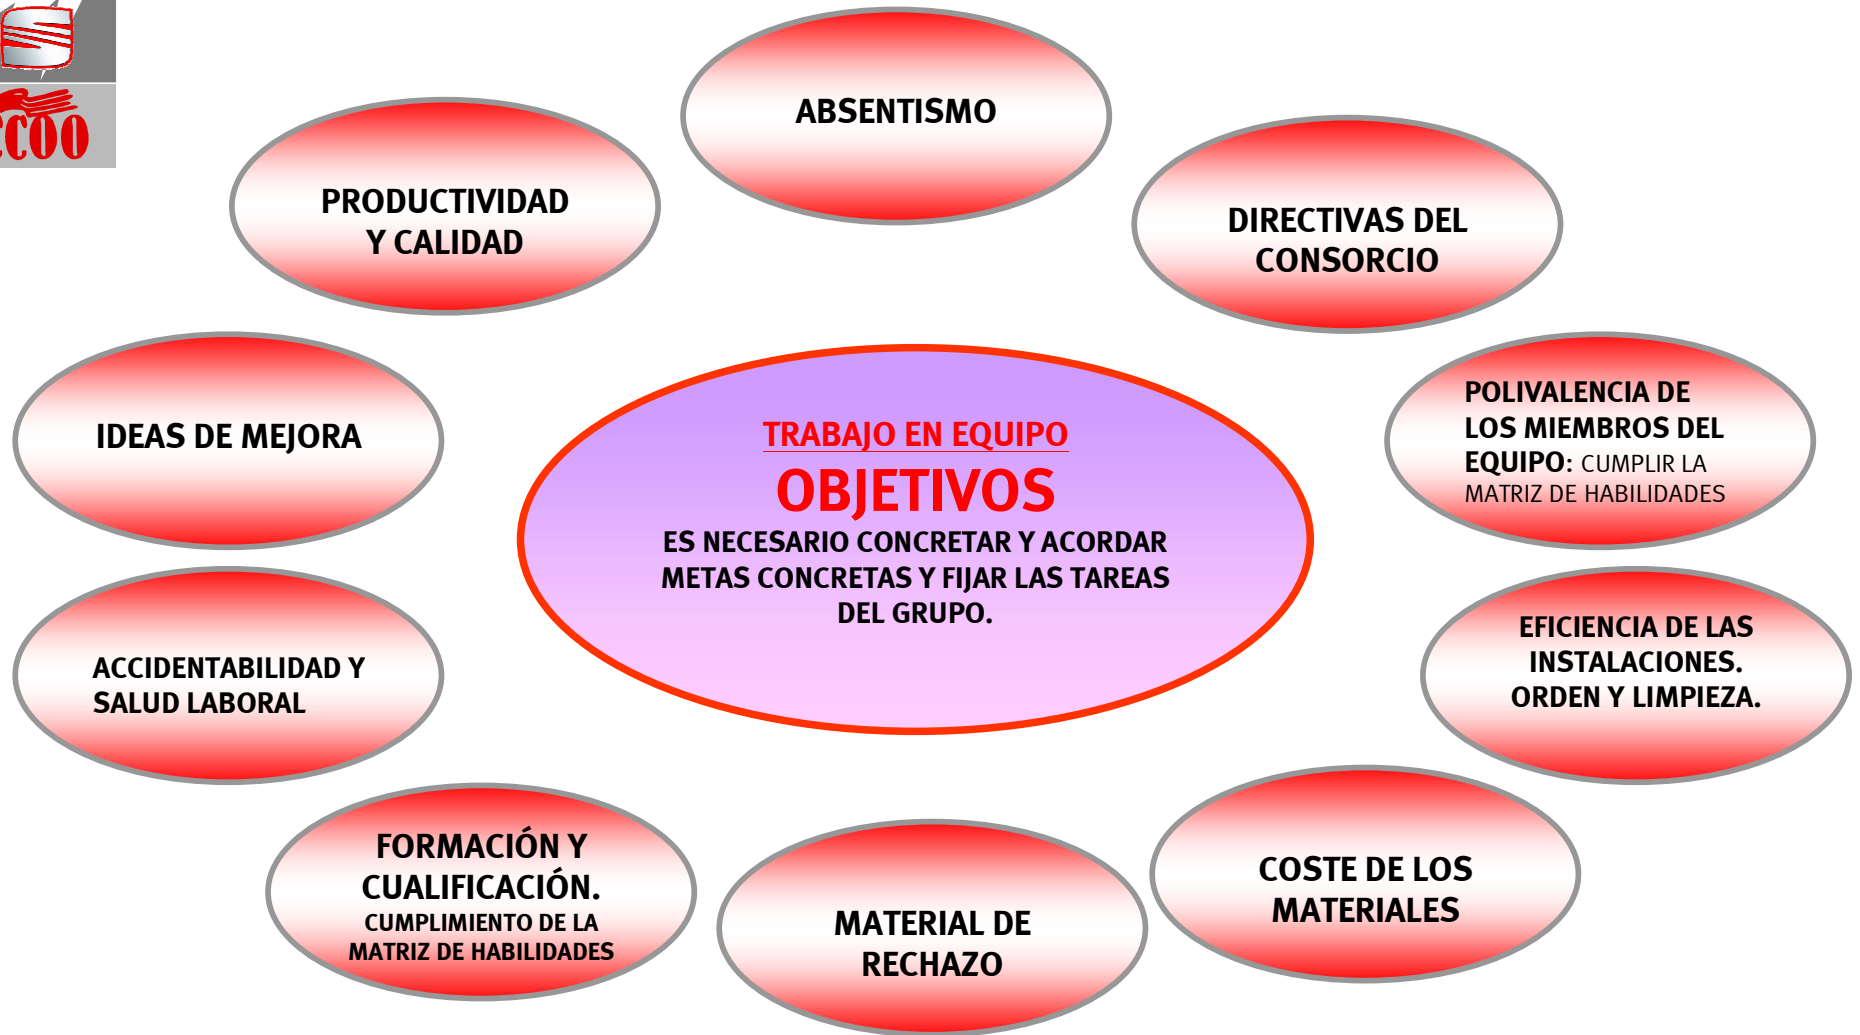 CCOO
ABSENTISMO
PRODUCTIVIDAD
Y CALIDAD
DIRECTIVAS DEL
CONSORCIO
IDEAS DE MEJORA
TRABAJO EN EQUIPO
OBJETIVOS
ES NECESARIO CONCRETAR Y ACORDAR
METAS CONCRETAS Y FIJAR LAS TAREAS
DEL GRUPO.
POLIVALENCIA DE
LOS MIEMBROS DEL
EQUIPO: CUMPLIR LA
MATRIZ DE HABILIDADES
ACCIDENTABILIDAD Y
SALUD LABORAL
EFICIENCIA DE LAS
INSTALACIONES.
ORDEN Y LIMPIEZA.
FORMACIÓN Y
CUALIFICACIÓN.
CUMPLIMIENTO DE LA
MATRIZ DE HABILIDADES
MATERIAL DE
RECHAZO
COSTE DE LOS
MATERIALES